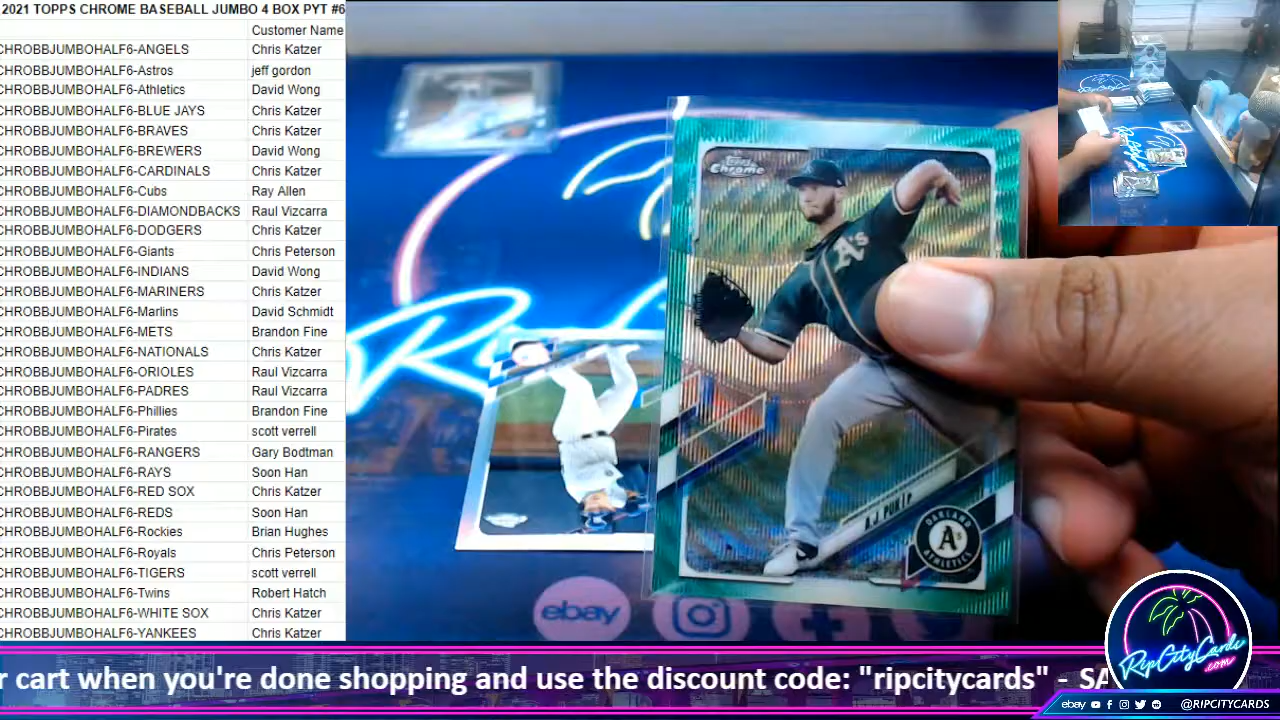 2021 TOPPS CHROME BASEBALL JUMBO 4 BOX PYT #6
Customer Name
CHROBBJUMBOHALF6-ANGELS Chris Katzer
CHROBBJUMBOHALF6-Astros jeff gordon
CHROBBJUMBOHALF6-Athletics David Wong
CHROBBJUMBOHALF6-BLUE JAYS Chris Katzer
CHROBBJUMBOHALF6-BRAVES Chris Katzer
CHROBBJUMBOHALF6-BREWERS David Wong
CHROBBJUMBOHALF6-CARDINALS Chris Katzer
CHROBBJUMBOHALF6-Cubs Ray Allen
CHROBBJUMBOHALF6-DIAMONDBACKS Raul Vizcarra
CHROBBJUMBOHALF6-DODGERS Chris Katzer
CHROBBJUMBOHALF6-Giants Chris Peterson
CHROBBJUMBOHALF6-INDIANS David Wong
CHROBBJUMBOHALF6-MARINERS Chris Katzer
CHROBBJUMBOHALF6-Marlins David Schmidt
CHROBBJUMBOHALF6-METS Brandon Fine
CHROBBJUMBOHALF6-NATIONALS Chris Katzer
CHROBBJUMBOHALF6-ORIOLES Raul Vizcarra
CHROBBJUMBOHALF6-PADRES Raul Vizcarra
CHROBBJUMBOHALF6-Phillies Brandon Fine
CHROBBJUMBOHALF6-Pirates scott verrell
CHROBBJUMBOHALF6-RANGERS Gary Bodtman
CHROBBJUMBOHALF6-RAYS Soon Han
CHROBBJUMBOHALF6-RED SOX Chris Katzer
CHROBBJUMBOHALF6-REDS Soon Han
CHROBBJUMBOHALF6-Rockies Brian Hughes
CHROBBJUMBOHALF6-Royals Chris Peterson
CHROBBJUMBOHALF6-TIGERS scott verrell
CHROBBJUMBOHALF6-Twins Robert Hatch
CHROBBJUMBOHALF6-WHITE SOX Chris Katzer
CHROBBJUMBOHALF6-YANKEES Chris Katzer
Topps
Chrome
A's
A.J. PUK
OAKLAND
A's
ATHLETICS
ebay
r cart when you're done shopping and use the discount code: "ripcitycards" - SA
RipCityCards
.com
ebay @RIPCITYCARDS